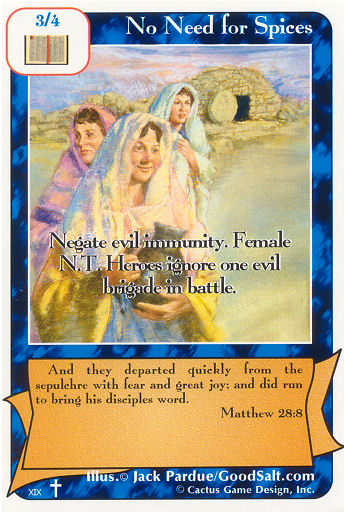 3/4
No Need for Spices
Negate evil immunity. Female
N.T. Heroes ignore one evil
brigade in battle.
And they departed quickly from the
sepulchre with fear and great joy; and did run
to bring his disciples word.
Matthew 28:8
Illus.© Jack Pardue/GoodSalt.com
XIX
© Cactus Game Design, Inc.